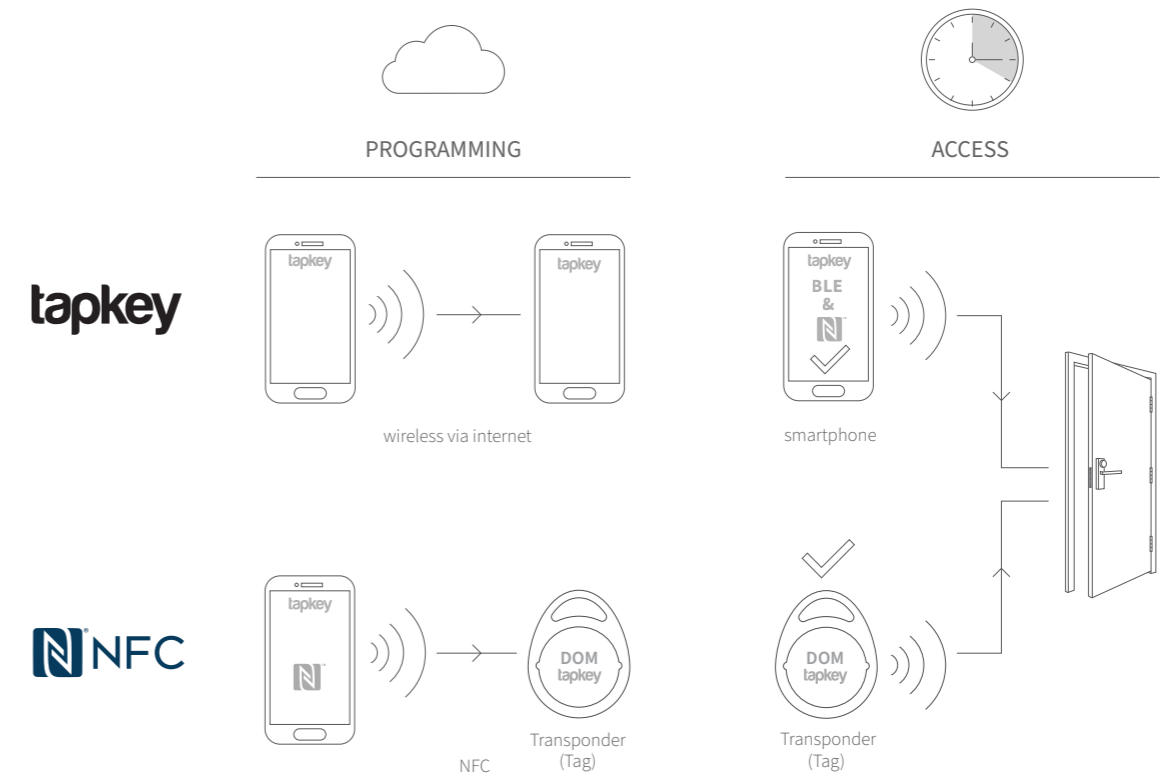 PROGRAMMING
ACCESS
tapkey
tapkey
tapkey
tapkey
BLE
&
N™
wireless via internet
smartphone
N® NFC
tapkey
N
DOM
tapkey
DOM
tapkey
NFC
Transponder
(Tag)
Transponder
(Tag)